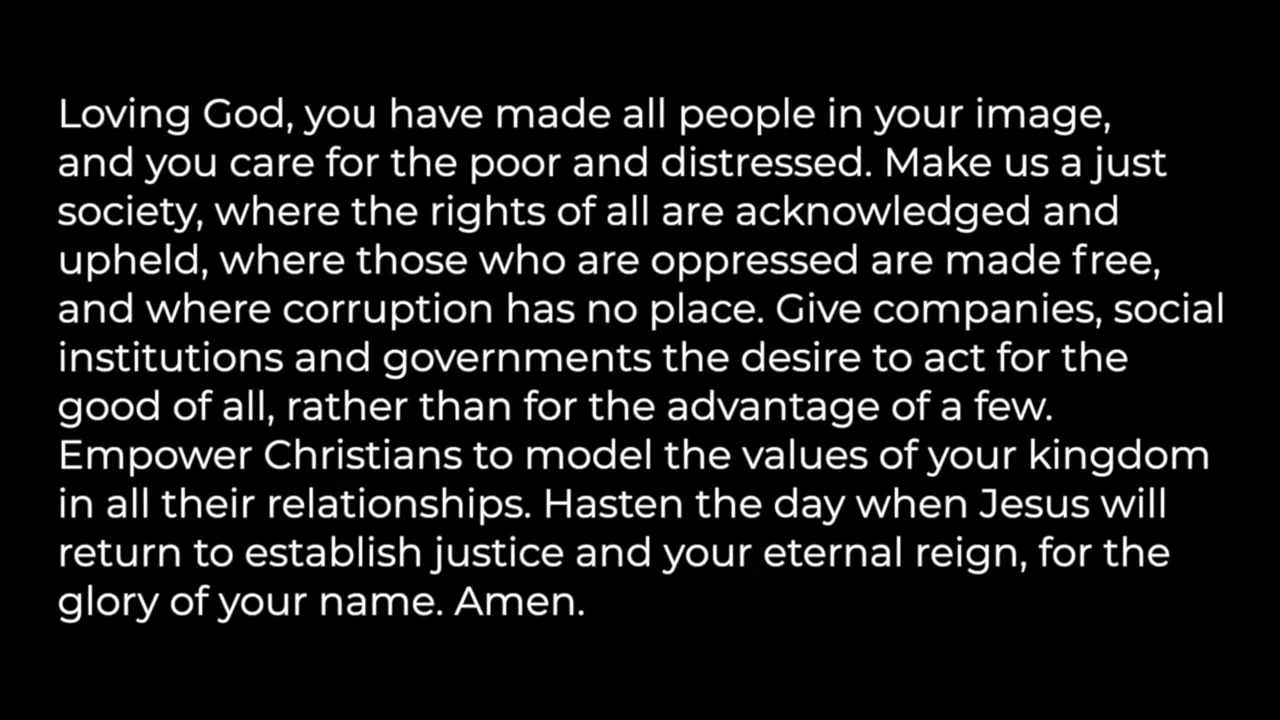 Loving God, you have made all people in your image,
and you care for the poor and distressed. Make us a just
society, where the rights of all are acknowledged and
upheld, where those who are oppressed are made free,
and where corruption has no place. Give companies, social
institutions and governments the desire to act for the
good of all, rather than for the advantage of a few.
Empower Christians to model the values of your kingdom
in all their relationships. Hasten the day when Jesus will
return to establish justice and your eternal reign, for the
glory of your name. Amen.